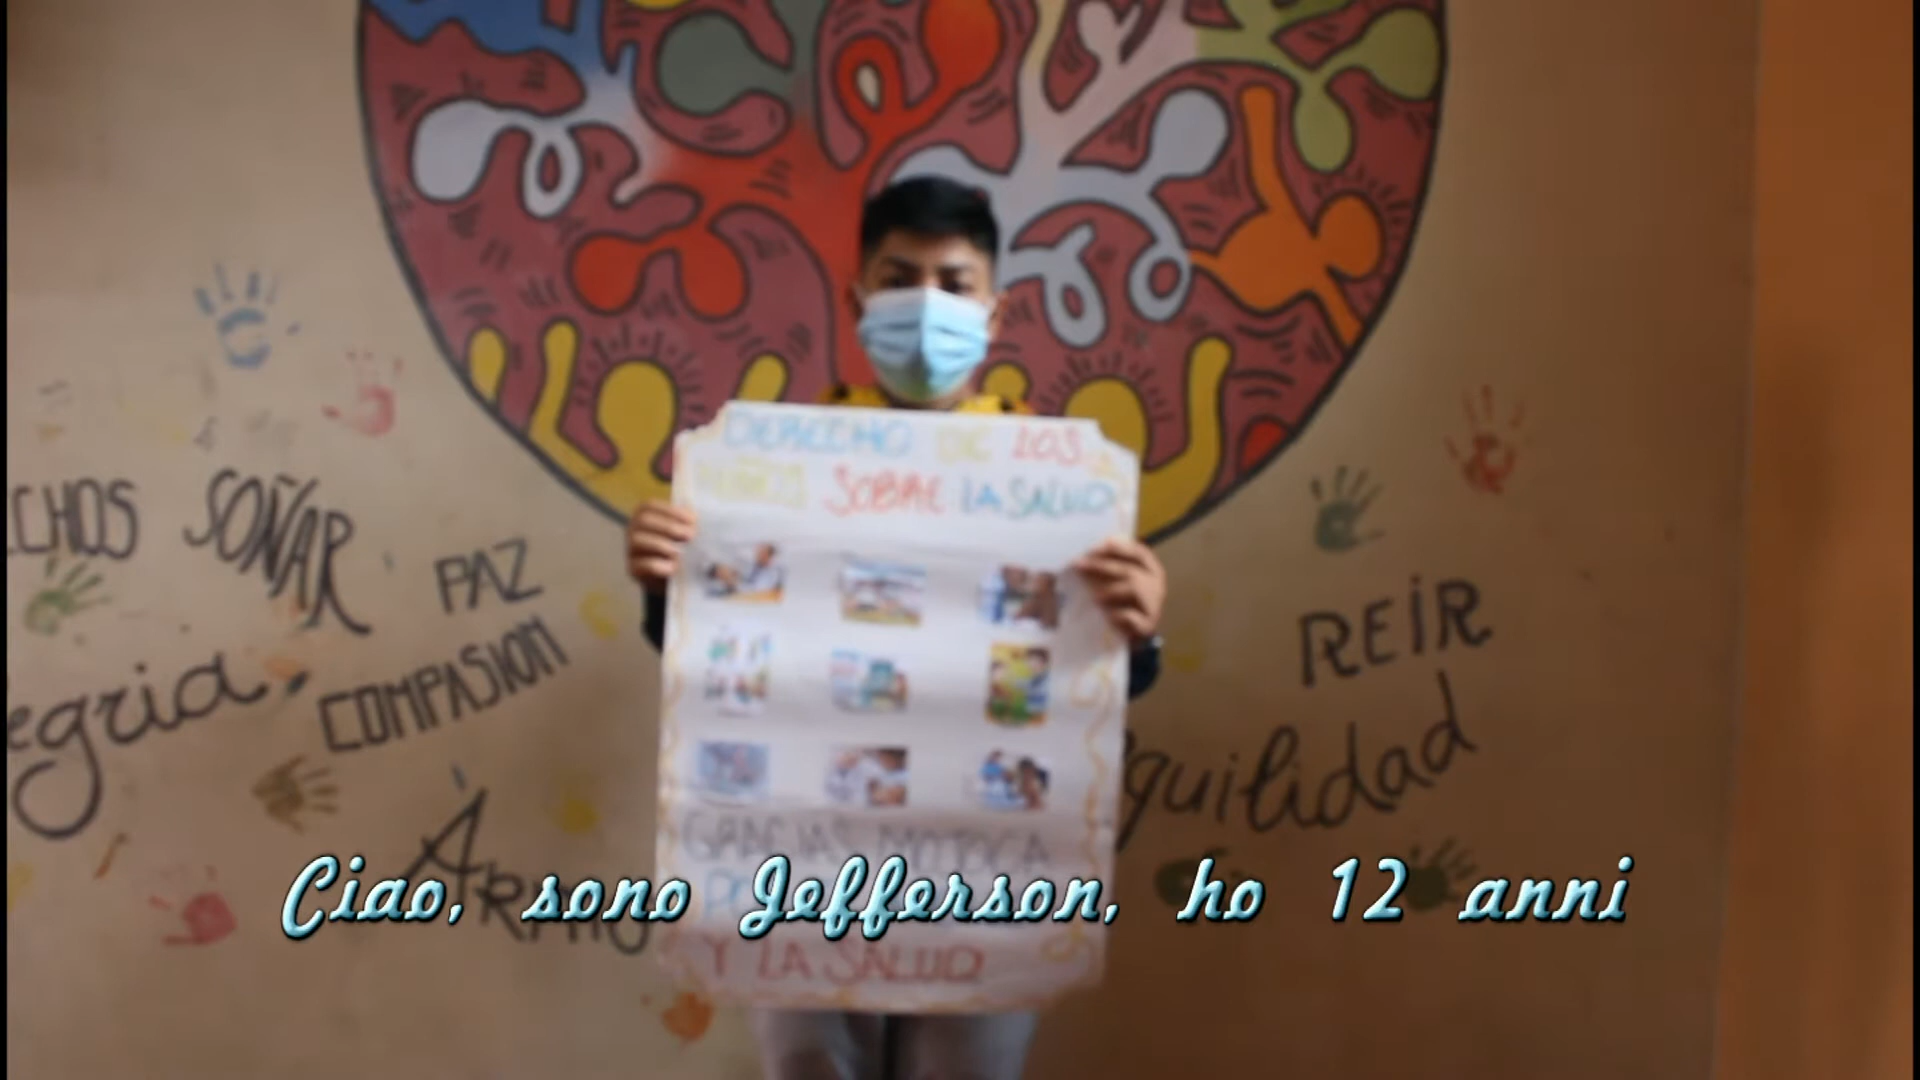 DERECHO DE LOS
NIÑOS SOBRE LA SALUD
CHOS
SOÑAR
PAZ
COMPASION
egria
REIR
quilidad
GRACIAS
Ciao, sono Jefferson, ho 12 anni
Y LA SALUD